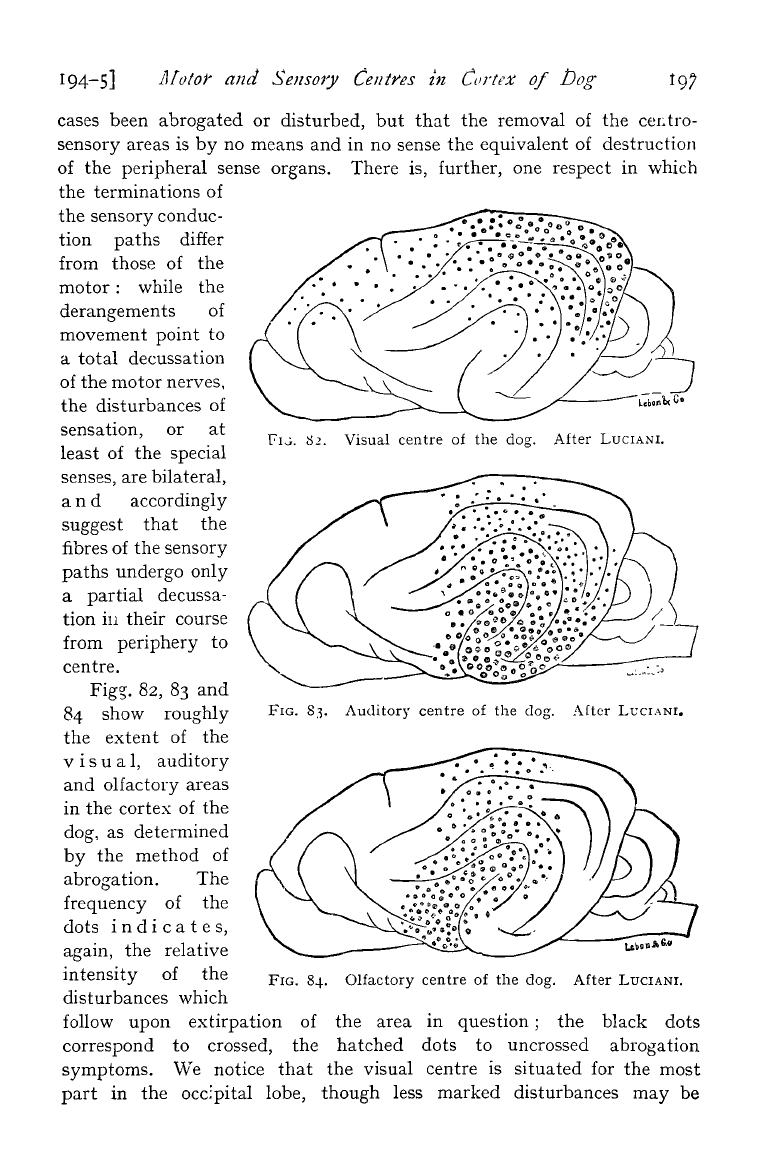 194-5] Motor and Sensory Centres in Cortex of Dog 197
cases been abrogated or disturbed, but that the removal of the centro-
sensory areas is by no means and in no sense the equivalent of destruction
of the peripheral sense organs. There is, further, one respect in which
the terminations of
the sensory conduc-
tion paths differ
from those of the
motor : while the
derangements of
movement point to
a total decussation
of the motor nerves,
the disturbances of
sensation, or at
least of the special
senses, are bilateral,
and accordingly
suggest that the
fibres of the sensory
paths undergo only
a partial decussa-
tion in their course
from periphery to
centre.
Figg. 82, 83 and
84 show roughly
the extent of the
visual, auditory
and olfactory areas
in the cortex of the
dog, as determined
by the method of
abrogation. The
frequency of the
dots indicates,
again, the relative
intensity of the
disturbances which
Lebon & Co
FIG. 82. Visual centre of the dog. After LUCIANI.
FIG. 83. Auditory centre of the dog. After LUCIANI.
Lebon & Co
FIG. 84. Olfactory centre of the dog. After LUCIANI.
follow upon extirpation of the area in question ; the black dots
correspond to crossed, the hatched dots to uncrossed abrogation
symptoms. We notice that the visual centre is situated for the most
part in the occipital lobe, though less marked disturbances may be